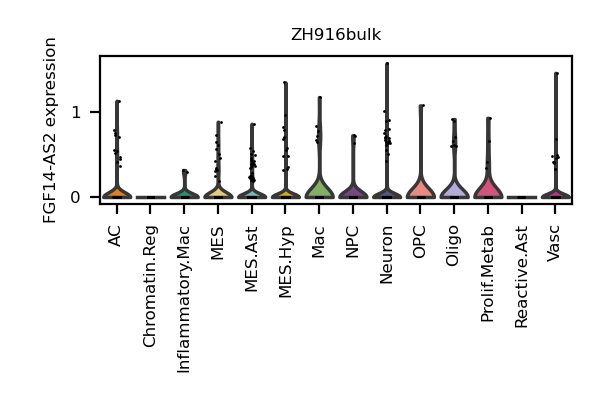 ZH916bulk
FGF14-AS2 expression
1
0
AC
Chromatin.Reg
Inflammatory.Mac
MES
MES.Ast
MES.Hyp
Mac
NPC
Neuron
OPC
Oligo
Prolif.Metab
Reactive.Ast
Vasc